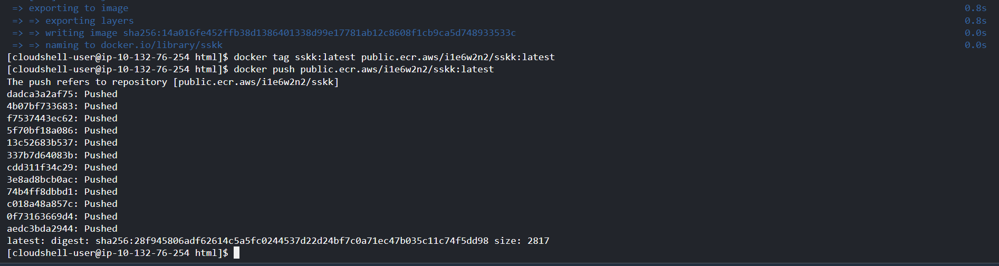 => exporting to image 0.8s
=> => exporting layers 0.8s
=> => writing image sha256:14a016fe452ffb38d1386401338d99e17781ab12c8608f1cb9ca5d748933533c 0.0s
=> => naming to docker.io/library/sskk 0.0s
[cloudshell-user@ip-10-132-76-254 html]$ docker tag sskk:latest public.ecr.aws/i1e6w2n2/sskk:latest
[cloudshell-user@ip-10-132-76-254 html]$ docker push public.ecr.aws/i1e6w2n2/sskk:latest
The push refers to repository [public.ecr.aws/i1e6w2n2/sskk]
dadca3a2af75: Pushed
4b07bf733683: Pushed
f7537443ec62: Pushed
5f70bf18a086: Pushed
13c52683b537: Pushed
337b7d64083b: Pushed
cdd311f34c29: Pushed
3e8ad8bcb0ac: Pushed
74b4ff8dbbd1: Pushed
c018a48a857c: Pushed
0f73163669d4: Pushed
aedc3bda2944: Pushed
latest: digest: sha256:28f945806adf62614c5a5fc0244537d22d24bf7c0a71ec47b035c11c74f5dd98 size: 2817
[cloudshell-user@ip-10-132-76-254 html]$